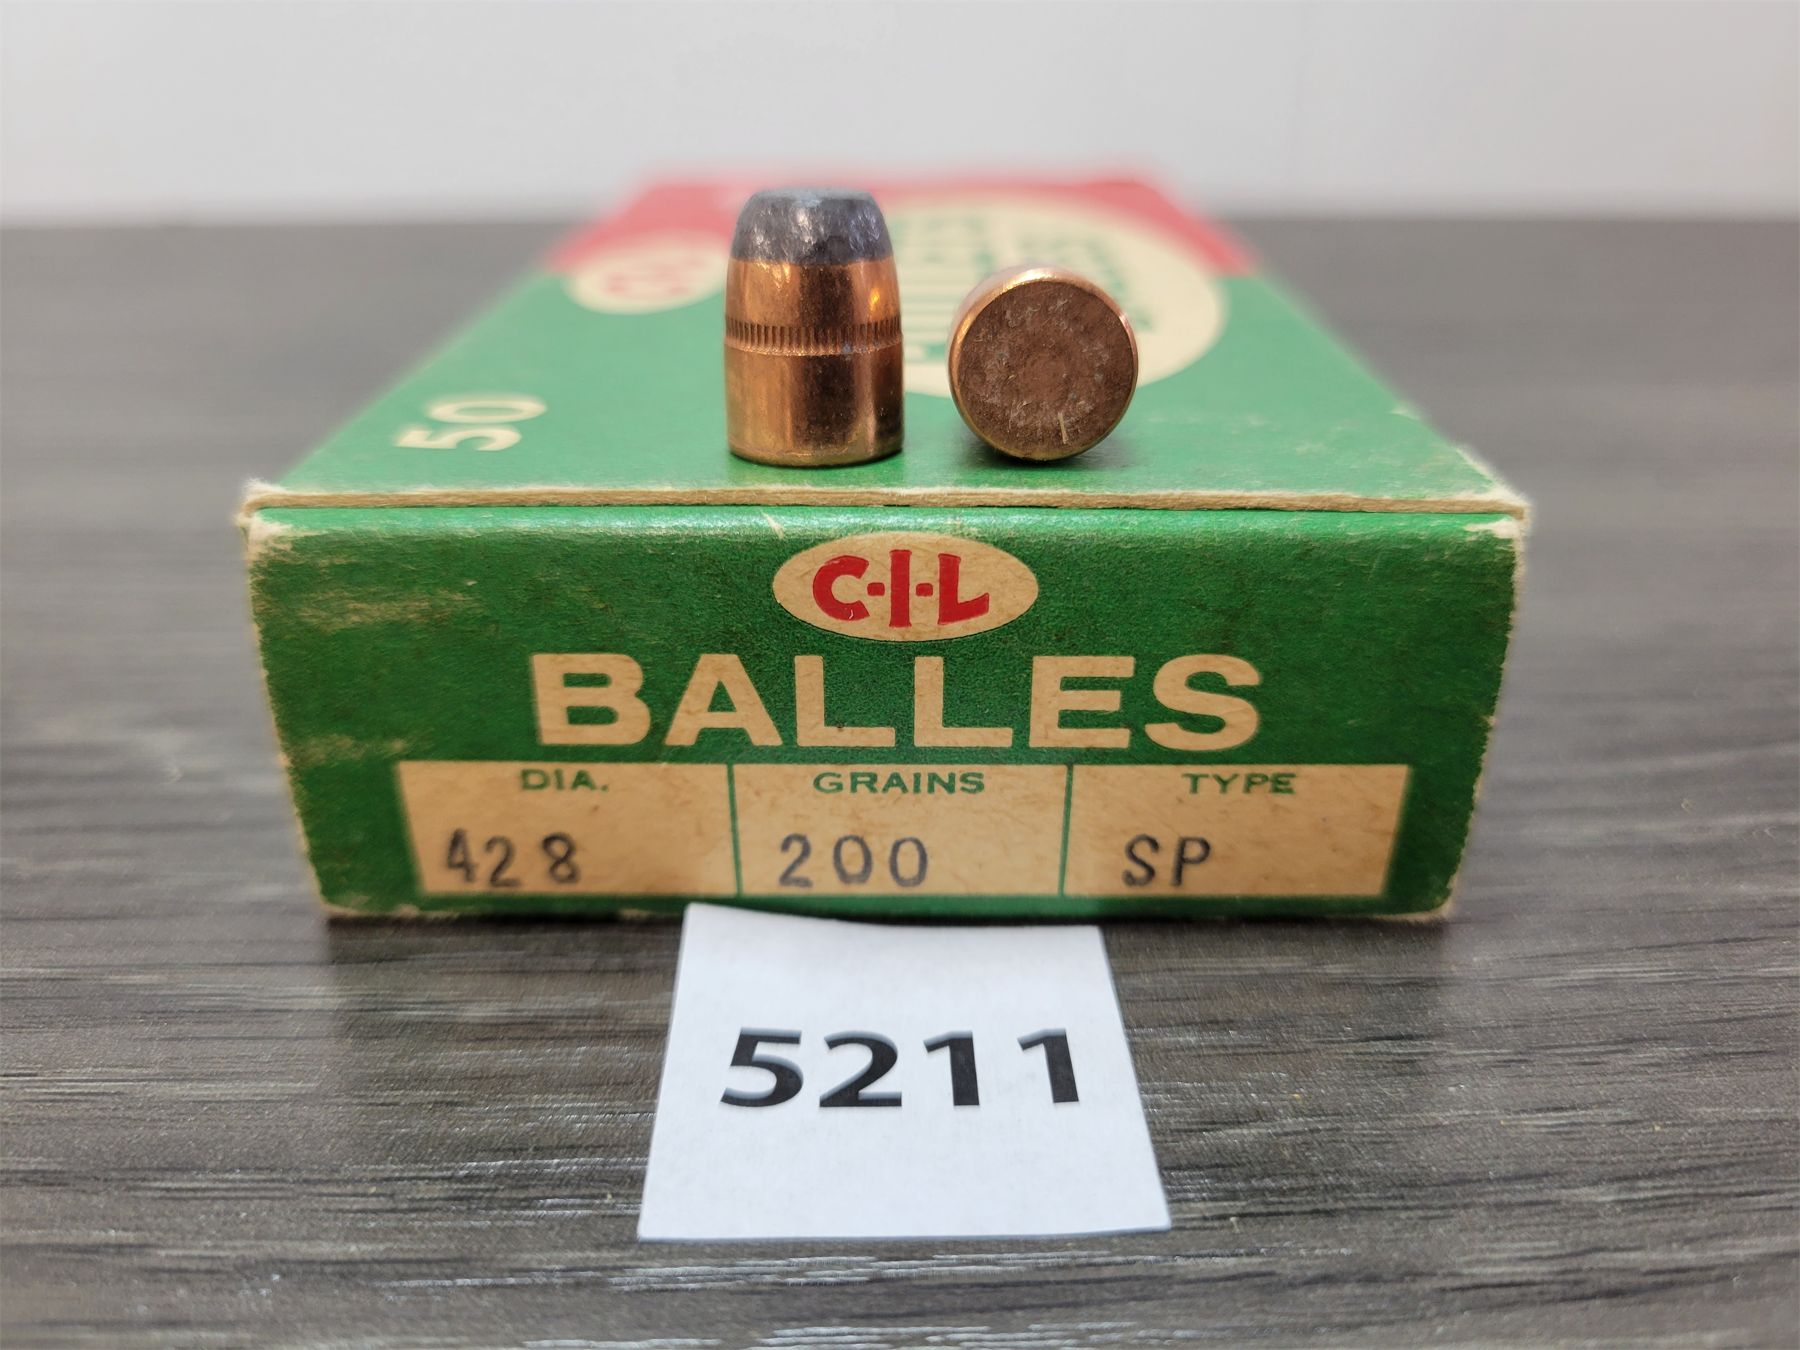 50
C-I-L
BALLES
DIA. GRAINS TYPE
428 200 SP
5211